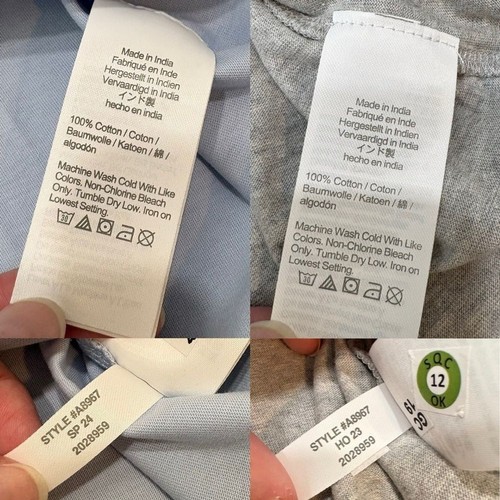 Made in India
Fabriqué en Inde
Hergestellt in Indien
Vervaardigd in India
インド製
hecho en india
100% Cotton / Coton /
Baumwolle / Katoen / 綿 /
algodón
Machine Wash Cold With Like
Colors. Non-Chlorine Bleach
Only. Tumble Dry Low. Iron on
Lowest Setting.
30
Made in India
Fabriqué en Inde
Hergestellt in Indien
Vervaardigd in India
インド製
hecho en india
100% Cotton / Coton /
Baumwolle / Katoen / 綿 /
algodón
Machine Wash Cold With Like
Colors. Non-Chlorine Bleach
Only. Tumble Dry Low. Iron on
Lowest Setting.
30
STYLE #A8967
SP 24
2028959
STYLE #A8967
HO 23
2028959
SQC
12
OK